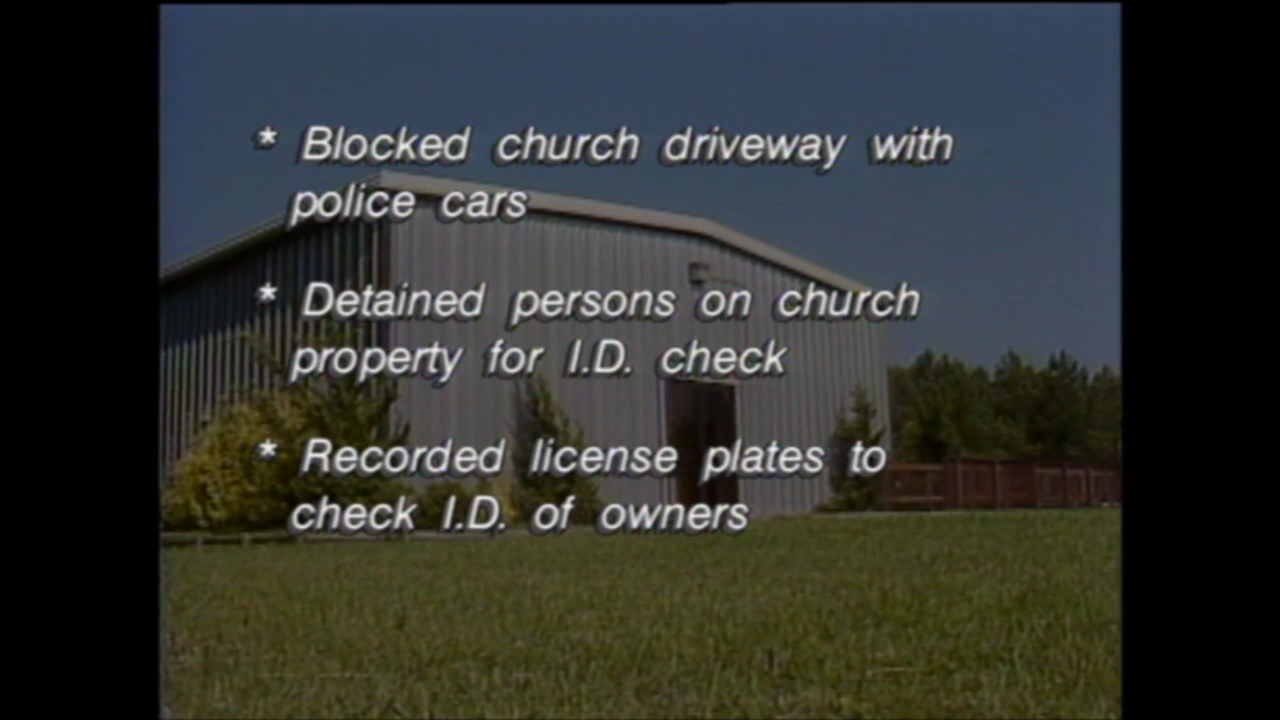 * Blocked church driveway with
police cars
* Detained persons on church
property for I.D. check
* Recorded license plates to
check I.D. of owners